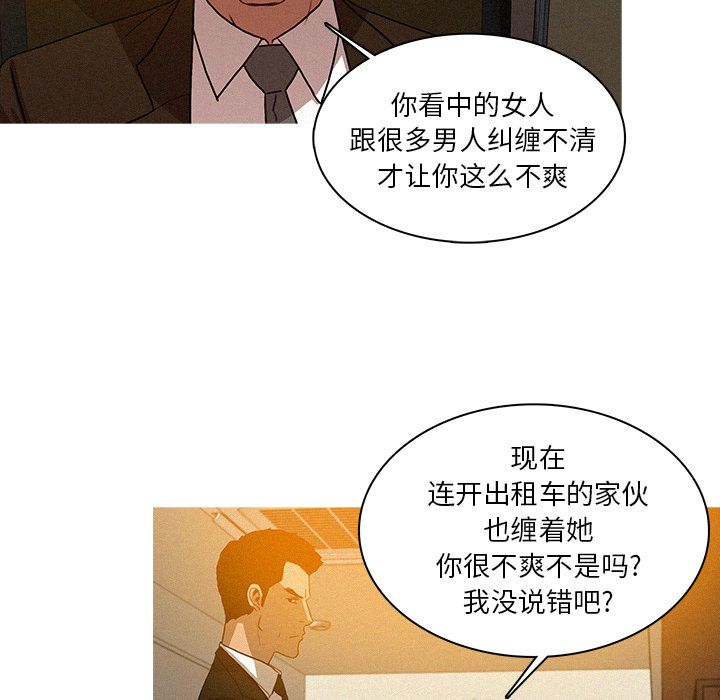 你看中的女人
跟很多男人纠缠不清
才让你这么不爽
现在
连开出租车的家伙
也缠着她
你很不爽不是吗?
我没说错吧?